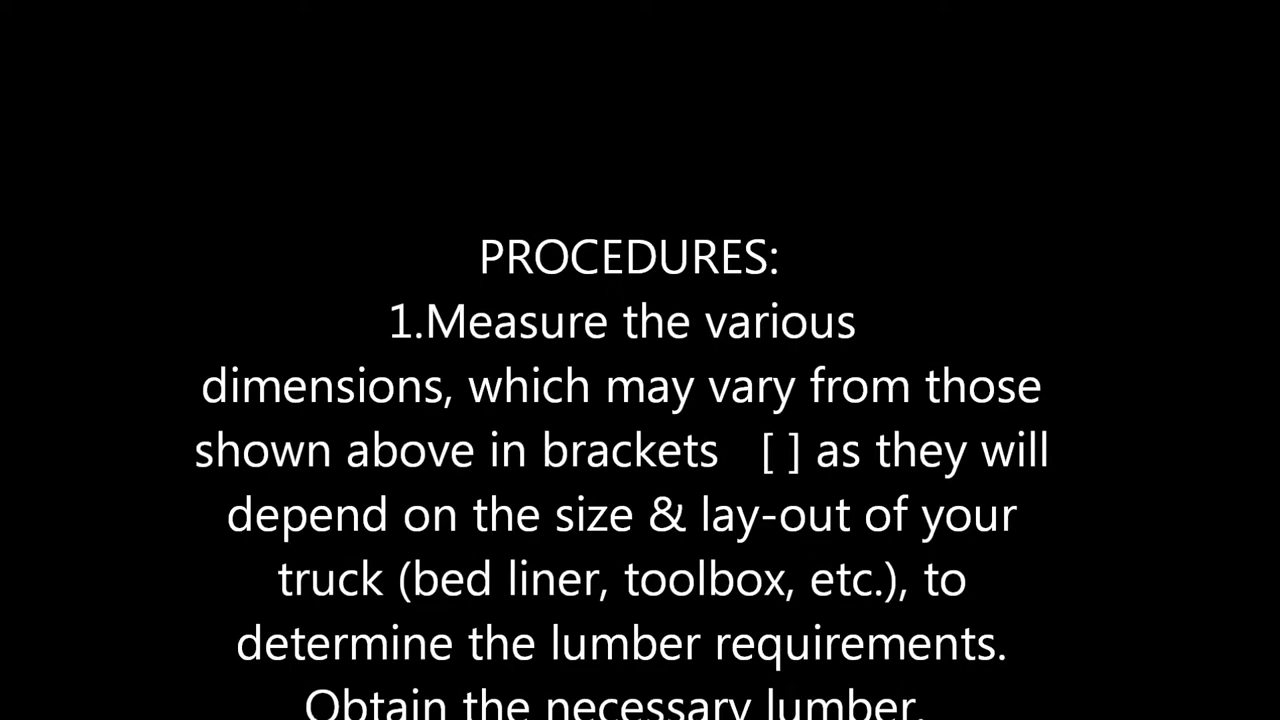 PROCEDURES:
1.Measure the various
dimensions, which may vary from those
shown above in brackets   [ ] as they will
depend on the size & lay-out of your
truck (bed liner, toolbox, etc.), to
determine the lumber requirements.
Obtain the necessary lumber.